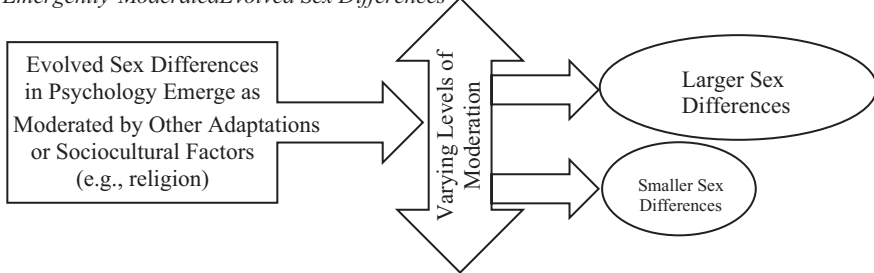 Emergently-ModeratedEvolved Sex Differences
Evolved Sex Differences
in Psychology Emerge as
Moderated by Other Adaptations
or Sociocultural Factors
(e.g., religion)
Varying Levels of
Moderation
Larger Sex
Differences
Smaller Sex
Differences